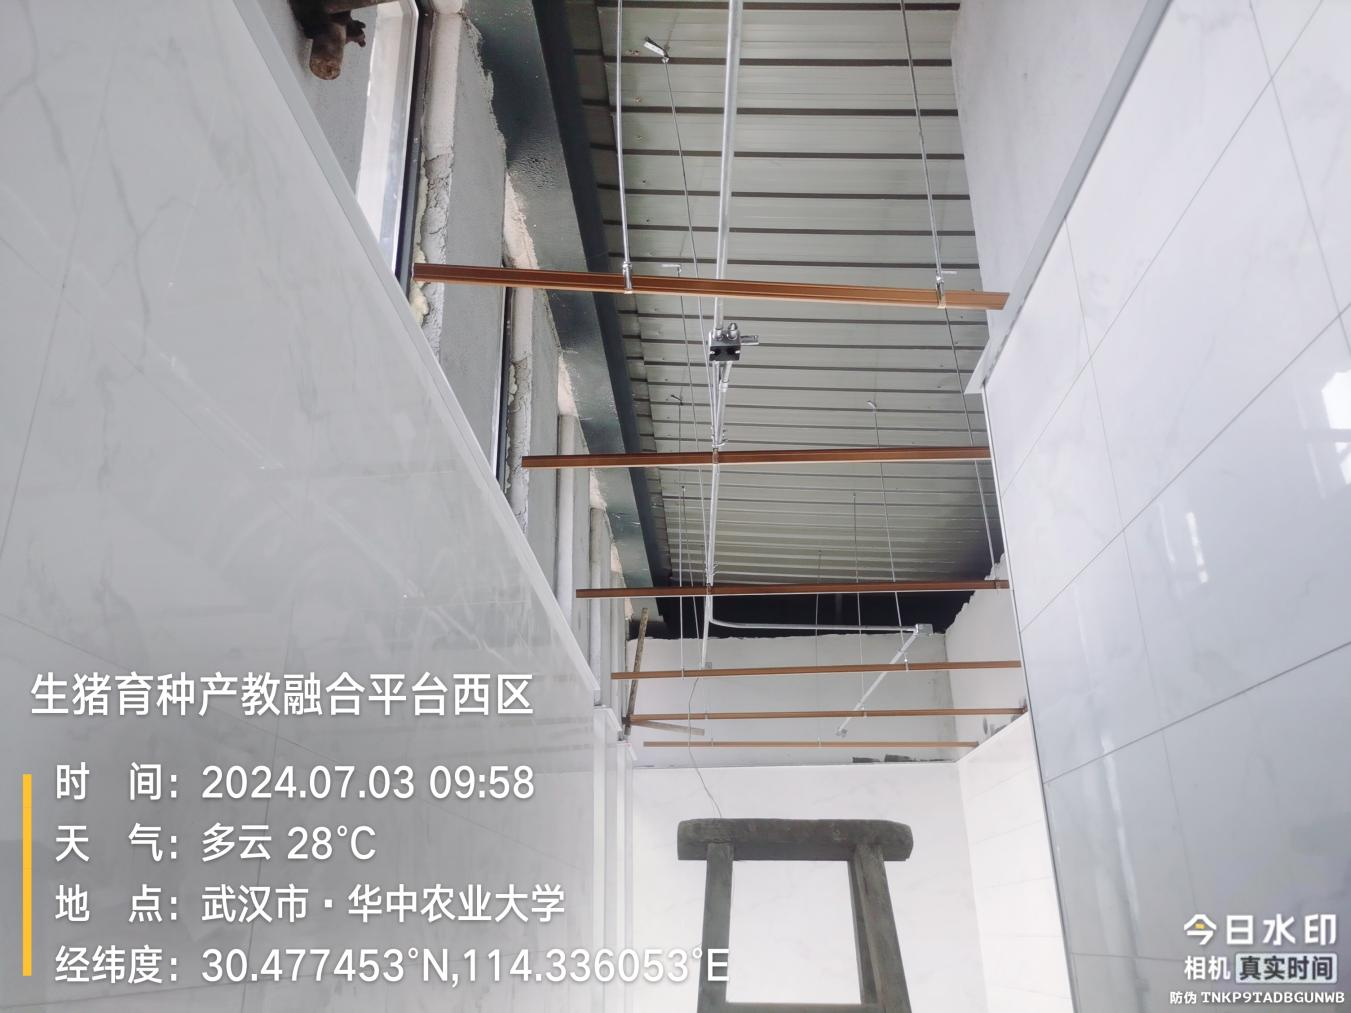 生猪育种产教融合平台西区
时 间：2024.07.03 09:58
天 气：多云 28°C
地 点：武汉市·华中农业大学
经纬度：30.477453°N,114.336053°E
今日水印
相机 真实时间
防伪 TNKP9TADBGUNWB